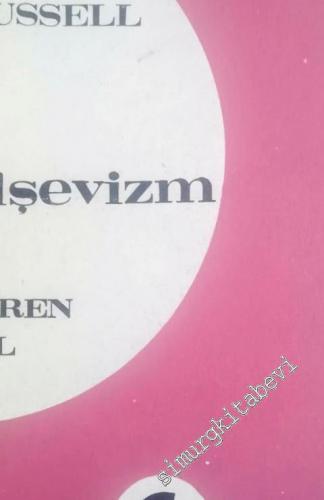 USSELL
lşevizm
REN
L
simurgkitabevi